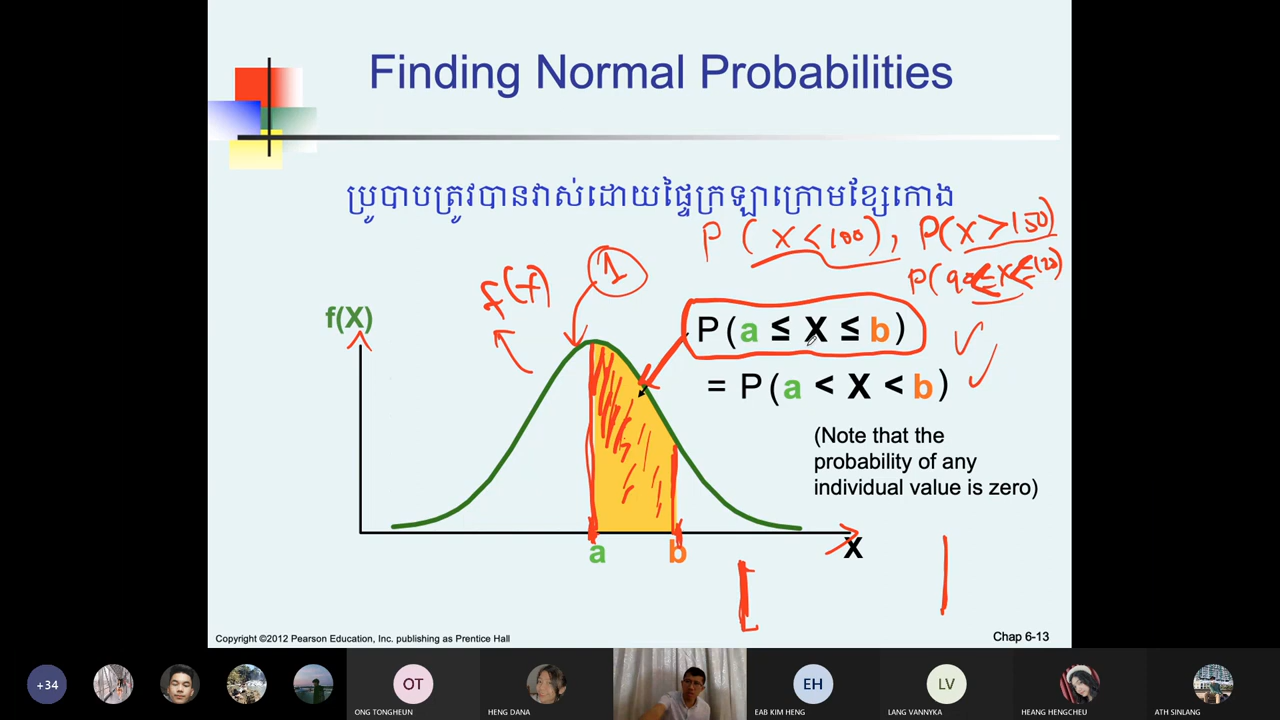 Finding Normal Probabilities
ប្រូបាបត្រូវបានវាស់ដោយផ្ទៃក្រឡាក្រោមខ្សែកោង
P ( X < 100 ) , P( X > 150 )
P( 90 < X < 120 )
1
f(X)
P(a ≤ X ≤ b)
= P(a < X < b)
(Note that the
probability of any
individual value is zero)
a b X
Copyright ©2012 Pearson Education, Inc. publishing as Prentice Hall Chap 6-13
+34 OT EH LV
ONG TONGHEUN HENG DANA EAB KIM HENG LANG VANNYKA HEANG HENGCHEU ATH SINLANG